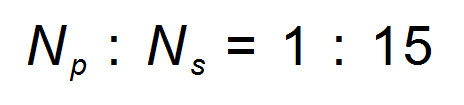 Nₚ : Nₛ = 1 : 15